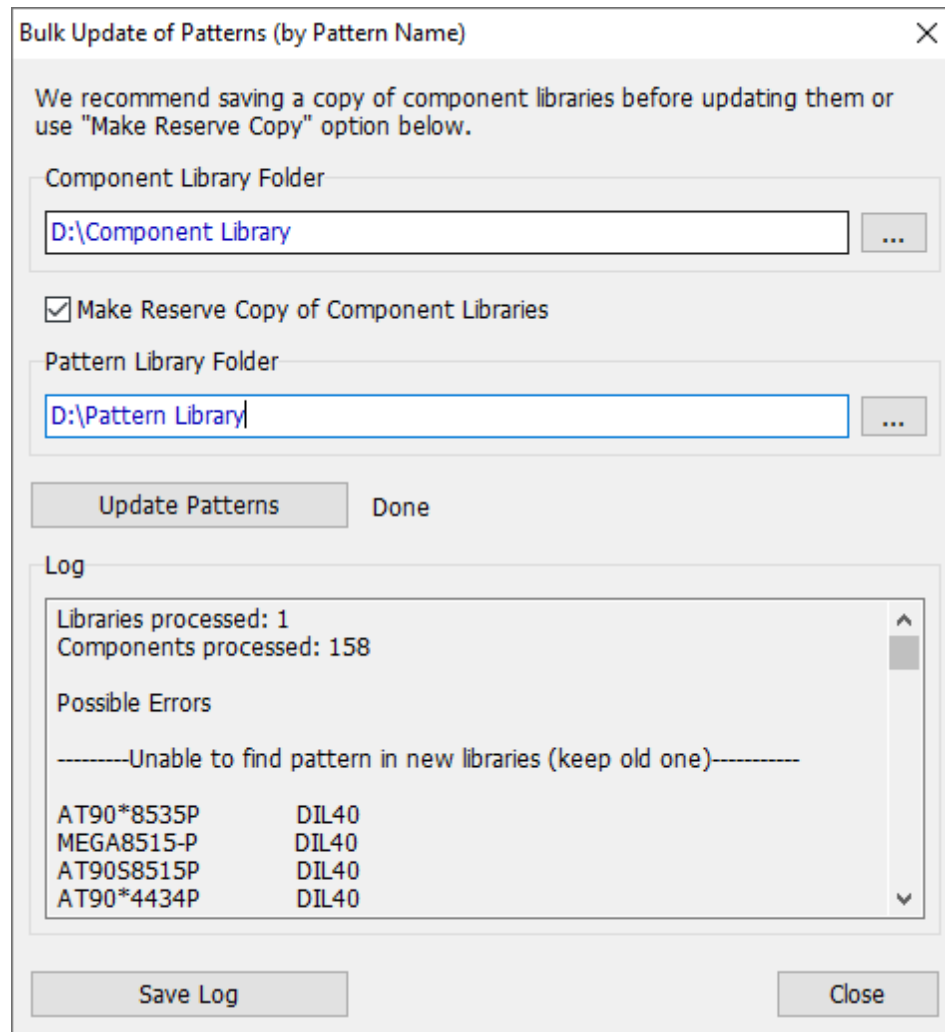 Bulk Update of Patterns (by Pattern Name)
We recommend saving a copy of component libraries before updating them or
use "Make Reserve Copy" option below.
Component Library Folder
D:\Component Library
...
Make Reserve Copy of Component Libraries
Pattern Library Folder
D:\Pattern Library
...
Update Patterns Done
Log
Libraries processed: 1
Components processed: 158
Possible Errors
---------Unable to find pattern in new libraries (keep old one)-----------
AT90*8535P DIL40
MEGA8515-P DIL40
AT90S8515P DIL40
AT90*4434P DIL40
Save Log Close